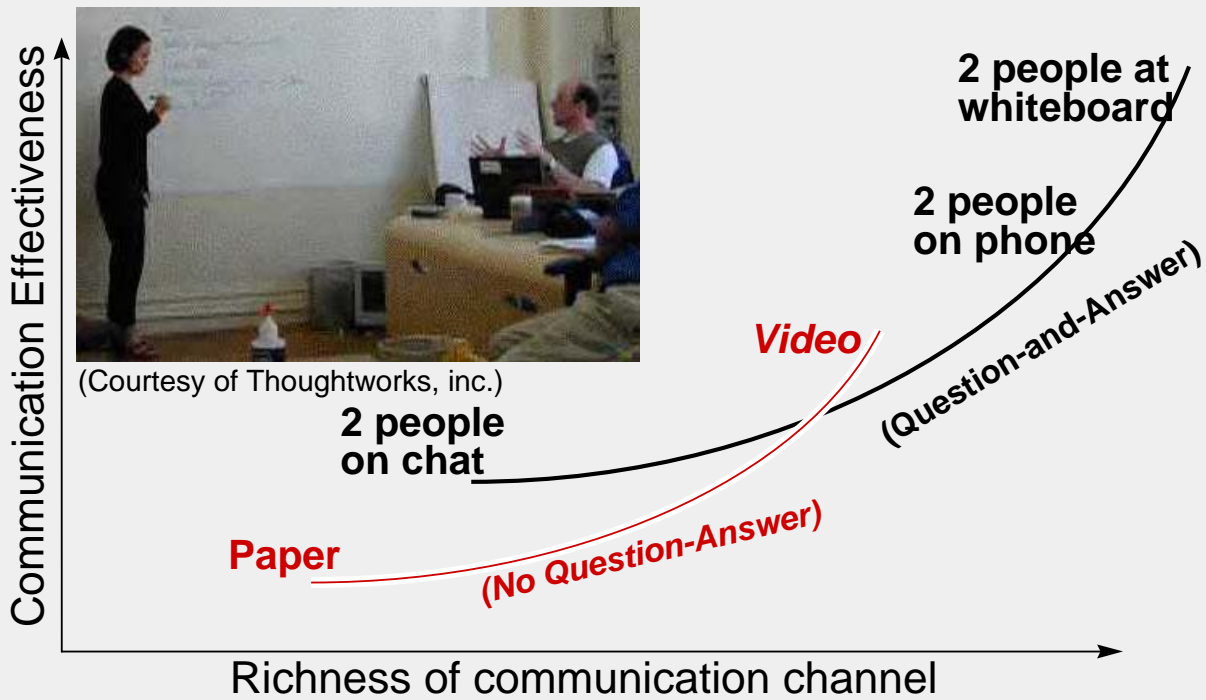 Communication Effectiveness
2 people at
whiteboard
2 people
on phone
(Courtesy of Thoughtworks, inc.)
Video
(Question-and-Answer)
2 people
on chat
Paper
(No Question-Answer)
Richness of communication channel